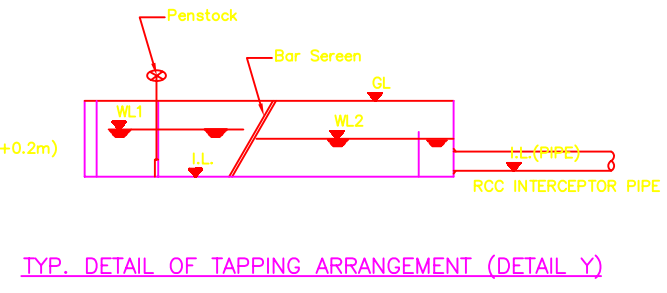 Penstock
Bar Sereen
GL
WL1
WL2
+0.2m)
I.L.
I.L.(PIPE)
RCC INTERCEPTOR PIPE
TYP. DETAIL OF TAPPING ARRANGEMENT (DETAIL Y)